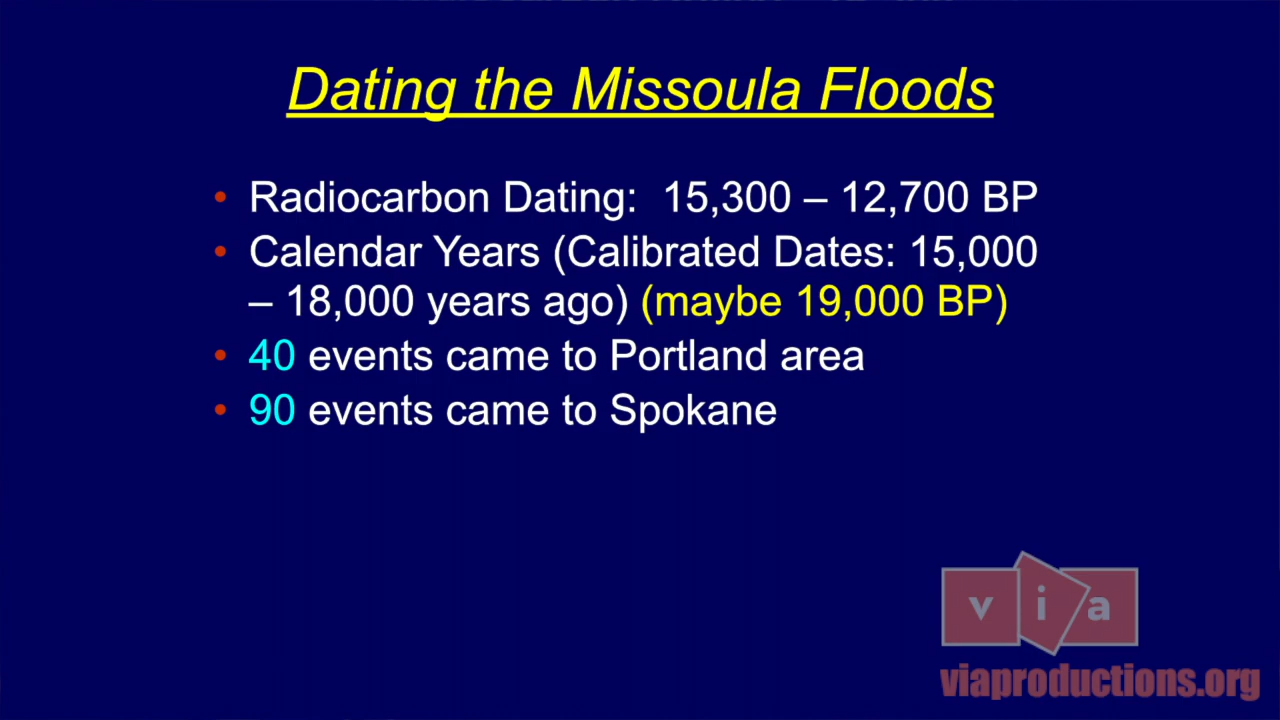 Dating the Missoula Floods
• Radiocarbon Dating: 15,300 – 12,700 BP
• Calendar Years (Calibrated Dates: 15,000
– 18,000 years ago) (maybe 19,000 BP)
• 40 events came to Portland area
• 90 events came to Spokane
via
viaproductions.org